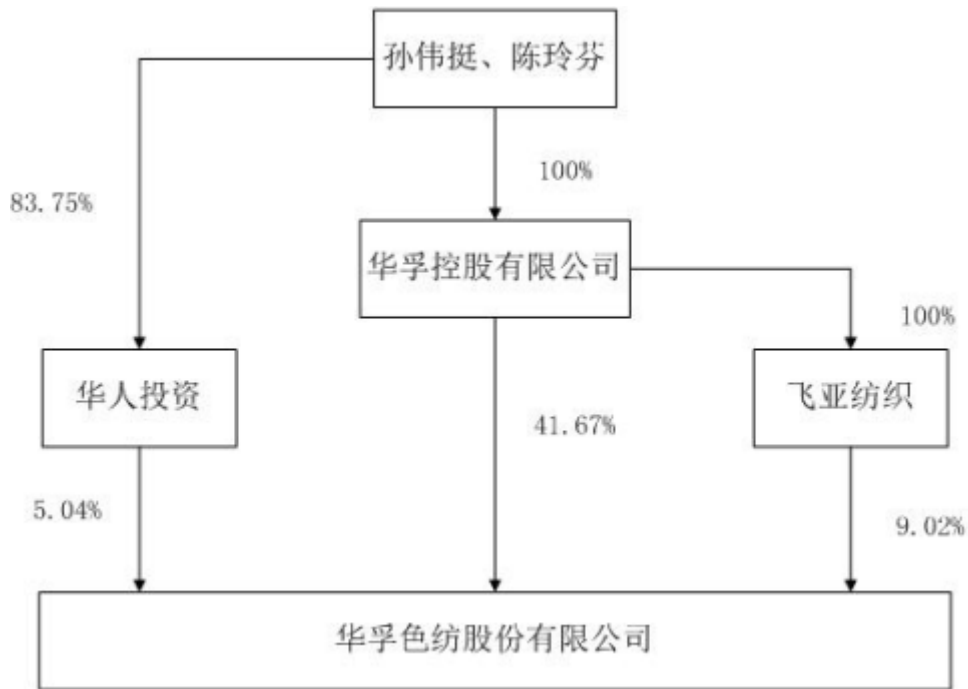 孙伟挺、陈玲芬
83.75%
100%
华孚控股有限公司
100%
华人投资
41.67%
飞亚纺织
5.04%
9.02%
华孚色纺股份有限公司